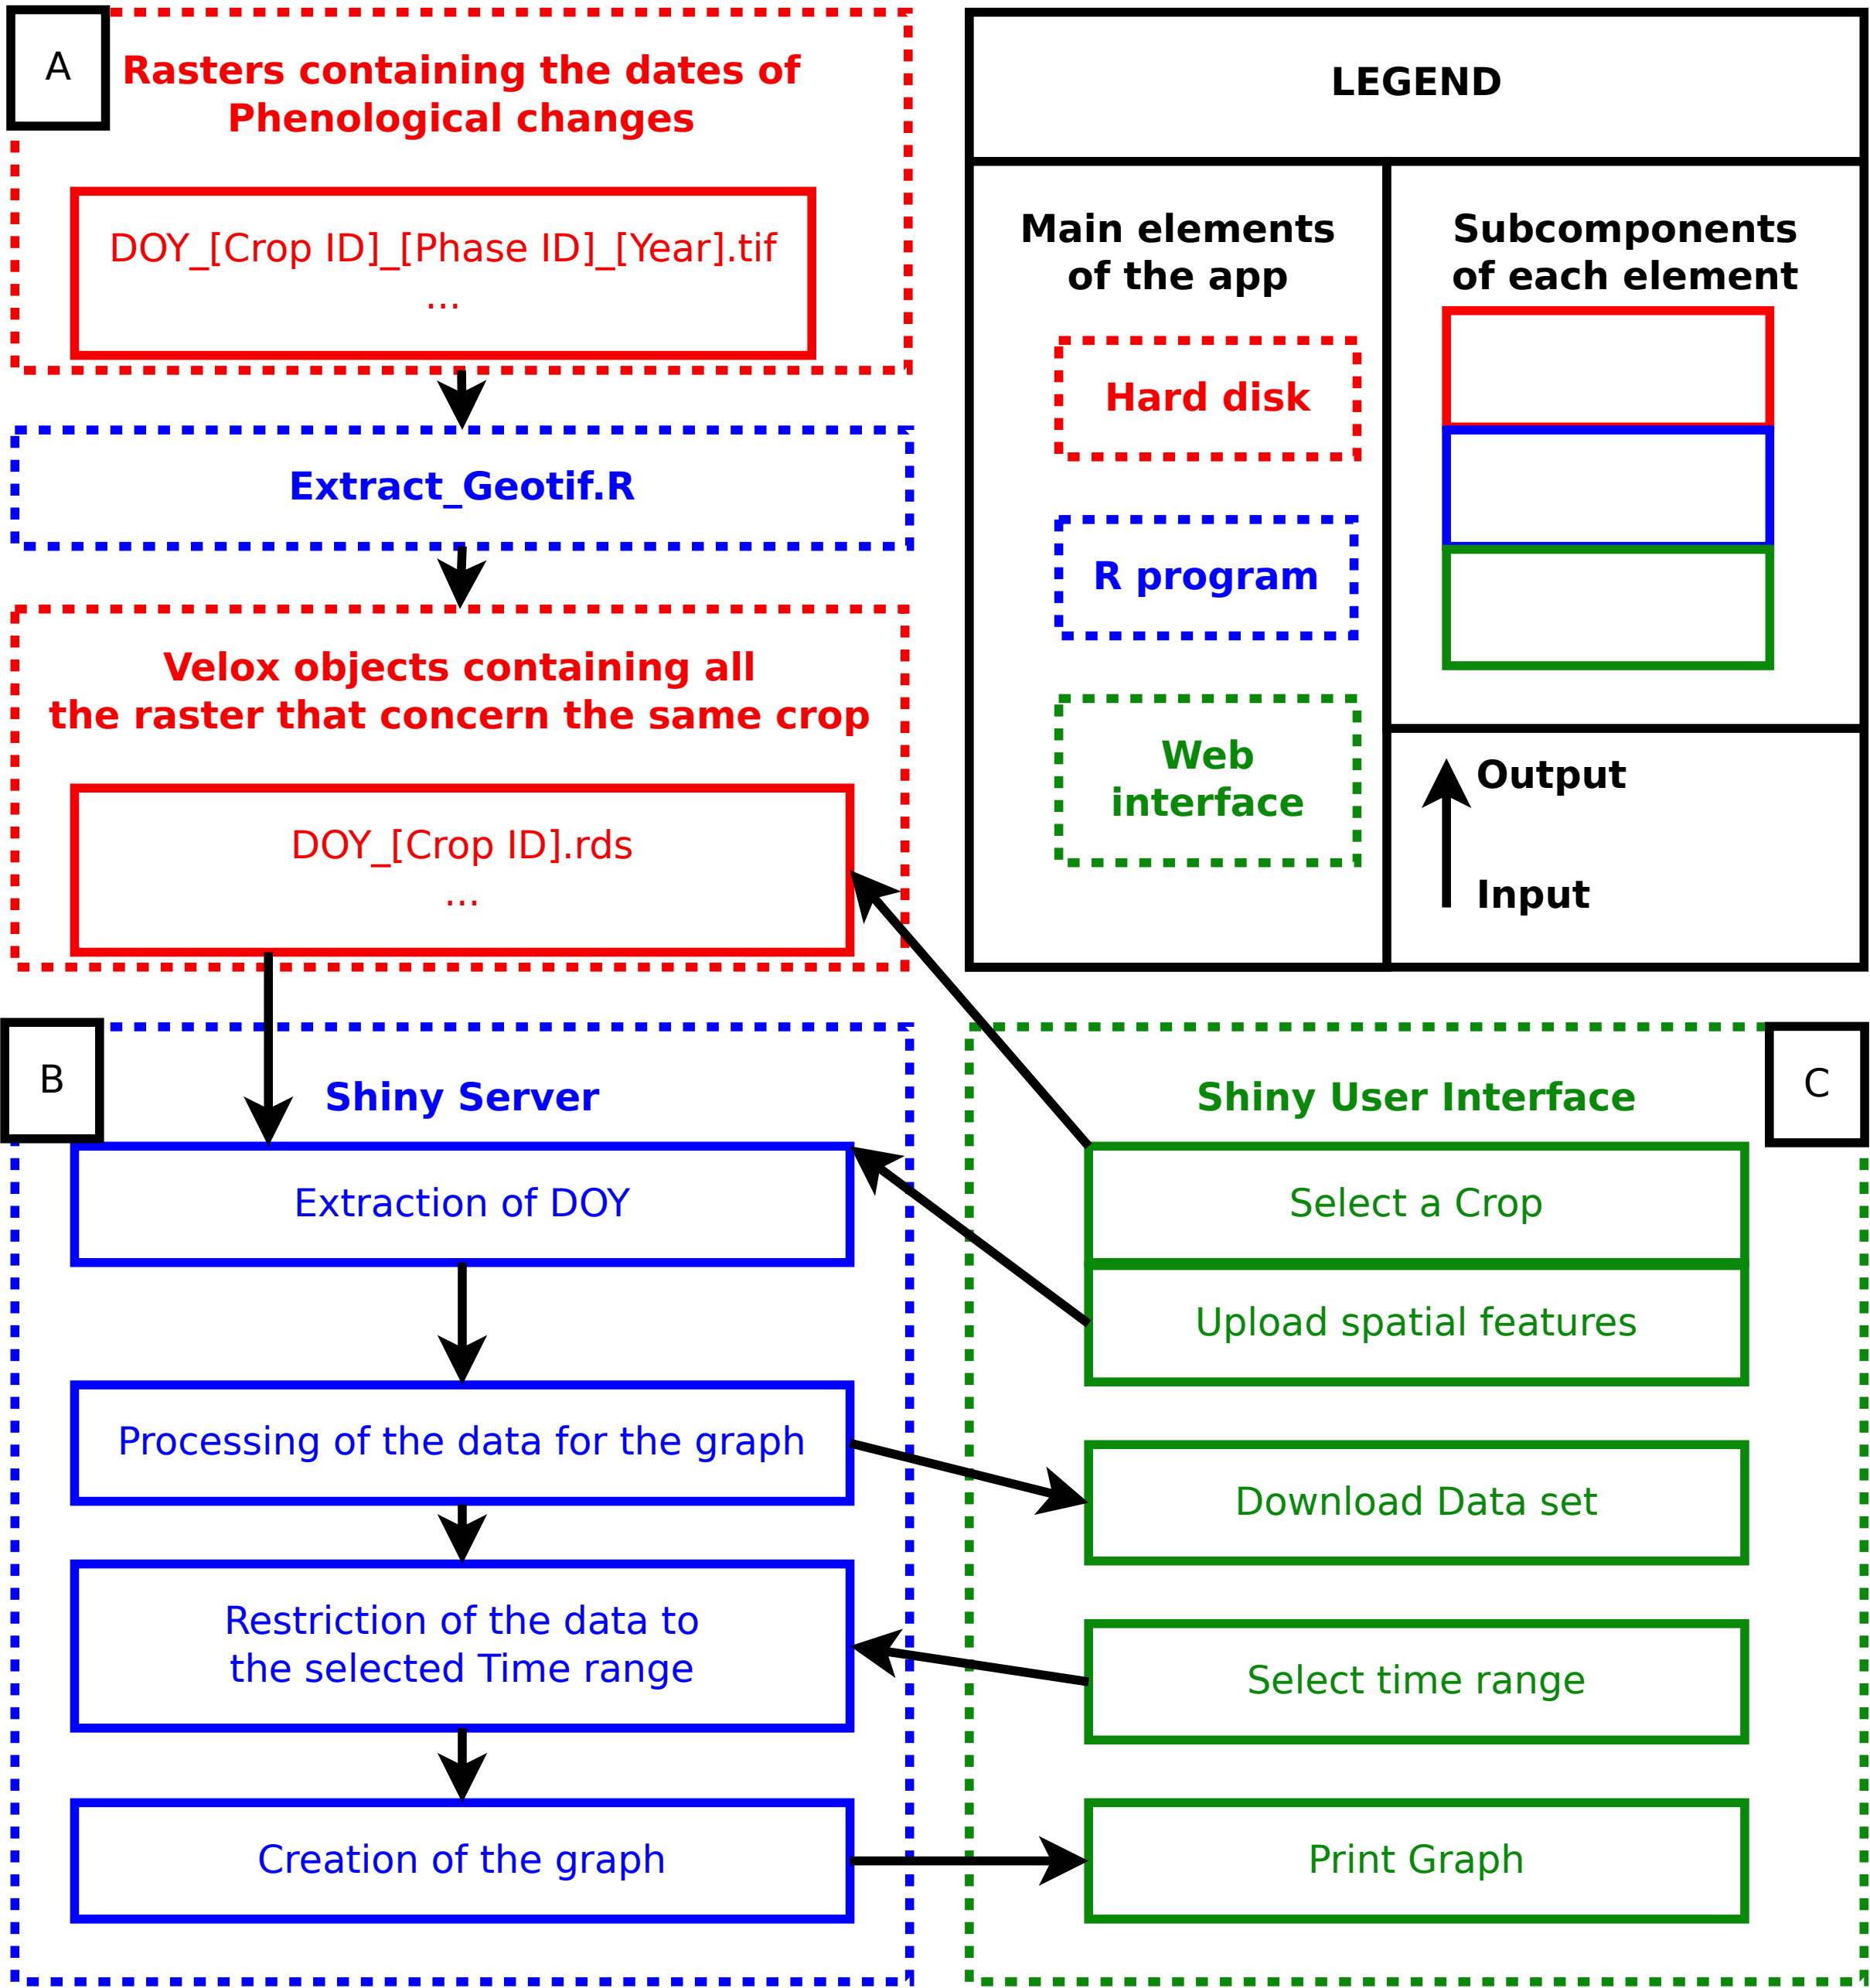 A
Rasters containing the dates of
Phenological changes
DOY_[Crop ID]_[Phase ID]_[Year].tif
...
Extract_Geotif.R
Velox objects containing all
the raster that concern the same crop
DOY_[Crop ID].rds
...
LEGEND
Main elements
of the app
Hard disk
R program
Web
interface
Subcomponents
of each element
Output
Input
B
Shiny Server
Extraction of DOY
Processing of the data for the graph
Restriction of the data to
the selected Time range
Creation of the graph
C
Shiny User Interface
Select a Crop
Upload spatial features
Download Data set
Select time range
Print Graph